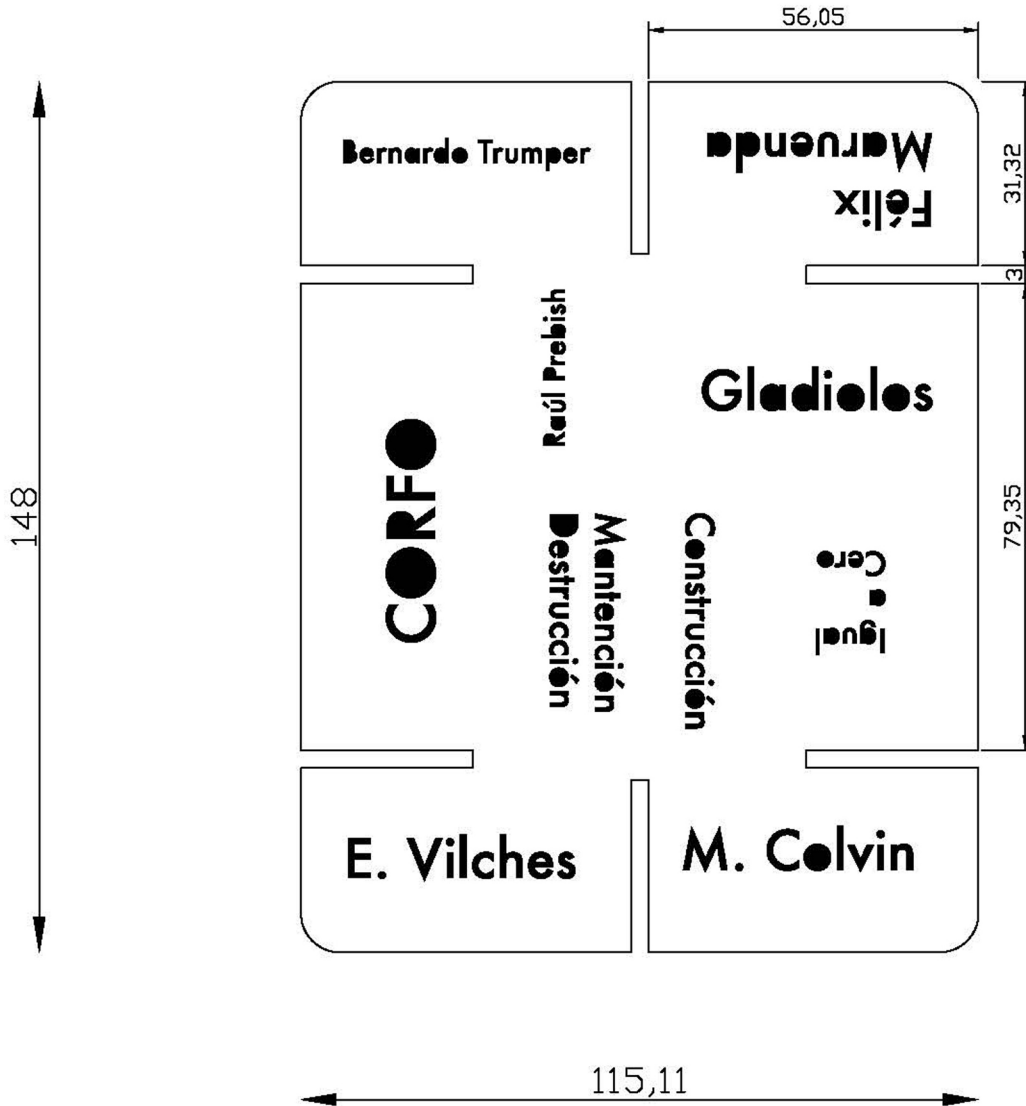 56,05
Bernardo Trumper
Félix
Maruenda
31,32
3
Raúl Prebish
Gladiolos
CORFO
148
79,35
Construcción
Mantención
Destrucción
Igual
a
Cero
E. Vilches
M. Colvin
115,11